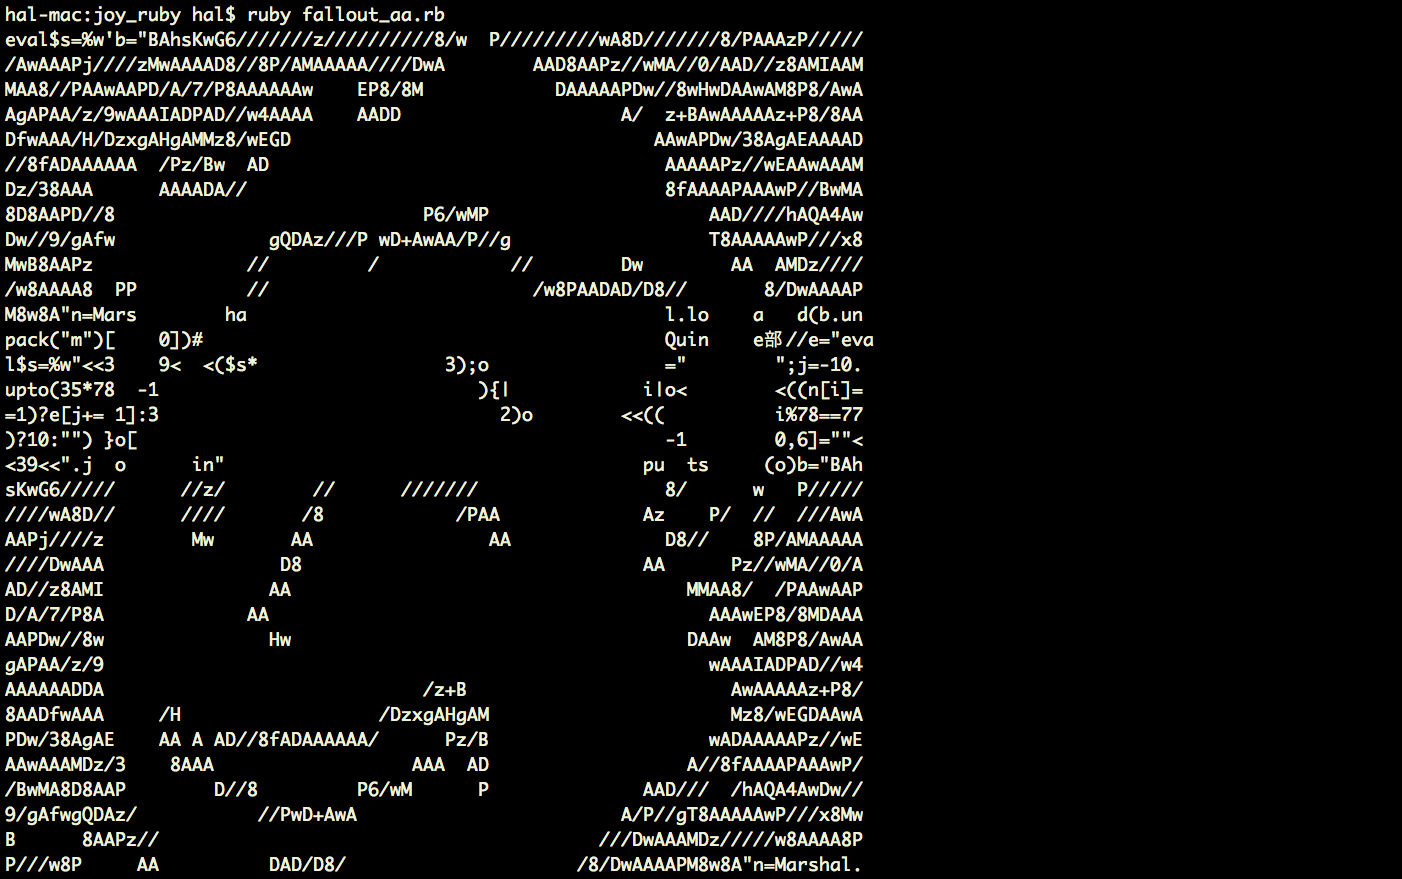 hal-mac:joy_ruby hal$ ruby fallout_aa.rb
eval$s=%w'b="BAhsKwG6///////z//////////8/w  P/////////wA8D///////8/PAAAzP/////
/AwAAAPj////zMwAAAAD8//8P/AMAAAAA////DwA        AAD8AAPz//wMA//0/AAD//z8AMIAAM
MAA8//PAAwAAPD/A/7/P8AAAAAAw    EP8/8M            DAAAAAPDw//8wHwDAAwAM8P8/AwA
AgAPAA/z/9wAAAIADPAD//w4AAAA    AADD                    A/  z+BAwAAAAAz+P8/8AA
DfwAAA/H/DzxgAHgAMMz8/wEGD                                 AAwAPDw/38AgAEAAAAD
//8fADAAAAAA  /Pz/Bw  AD                                    AAAAAPz//wEAAwAAAM
Dz/38AAA      AAAADA//                                      8fAAAAPAAAwP//BwMA
8D8AAPD//8                            P6/wMP                    AAD////hAQA4Aw
Dw//9/gAfw              gQDAz///P wD+AwAA/P//g                  T8AAAAAwP///x8
MwB8AAPz              //         /            //        Dw        AA  AMDz////
/w8AAAA8  PP          //                        /w8PAADAD/D8//       8/DwAAAAP
M8w8A"n=Mars        ha                                      l.lo    a   d(b.un
pack("m")[    0])#                                          Quin    e部//e="eva
l$s=%w"<<3    9<  <($s*                 3);o                ="        ";j=-10.
upto(35*78  -1                             ){|            i|o<        <((n[i]=
=1)?e[j+= 1]:3                               2)o        <<((          i%78==77
)?10:"") }o[                                                -1        0,6]=""<
<39<<".j  o      in"                                      pu  ts     (o)b="BAh
sKwG6/////      //z/        //      ///////                 8/      w   P/////
////wA8D//      ////       /8            /PAA             Az    P/  //  ///AwA
AAPj////z        Mw       AA                AA              D8//    8P/AMAAAAA
////DwAAA                D8                               AA      Pz//wMA//0/A
AD//z8AMI               AA                                    MMAA8/  /PAAwAAP
D/A/7/P8A             AA                                        AAAwEP8/8MDAAA
AAPDw//8w               Hw                                    DAAw  AM8P8/AwAA
gAPAA/z/9                                                       wAAAIADPAD//w4
AAAAAADDA                             /z+B                        AwAAAAAz+P8/
8AADfwAAA     /H                  /DzxgAHgAM                      Mz8/wEGDAAwA
PDw/38AgAE    AA A AD//8fADAAAAAA/      Pz/B                    wADAAAAAPz//wE
AAwAAAMDz/3    8AAA                  AAA  AD                  A//8fAAAAPAAAwP/
/BwMA8D8AAP        D//8         P6/wM      P              AAD///  /hAQA4AwDw//
9/gAfwgQDAz/           //PwD+AwA                        A/P//gT8AAAAAwP///x8Mw
B      8AAPz//                                        ///DwAAAMDz/////w8AAAA8P
P///w8P     AA          DAD/D8/                     /8/DwAAAAPM8w8A"n=Marshal.